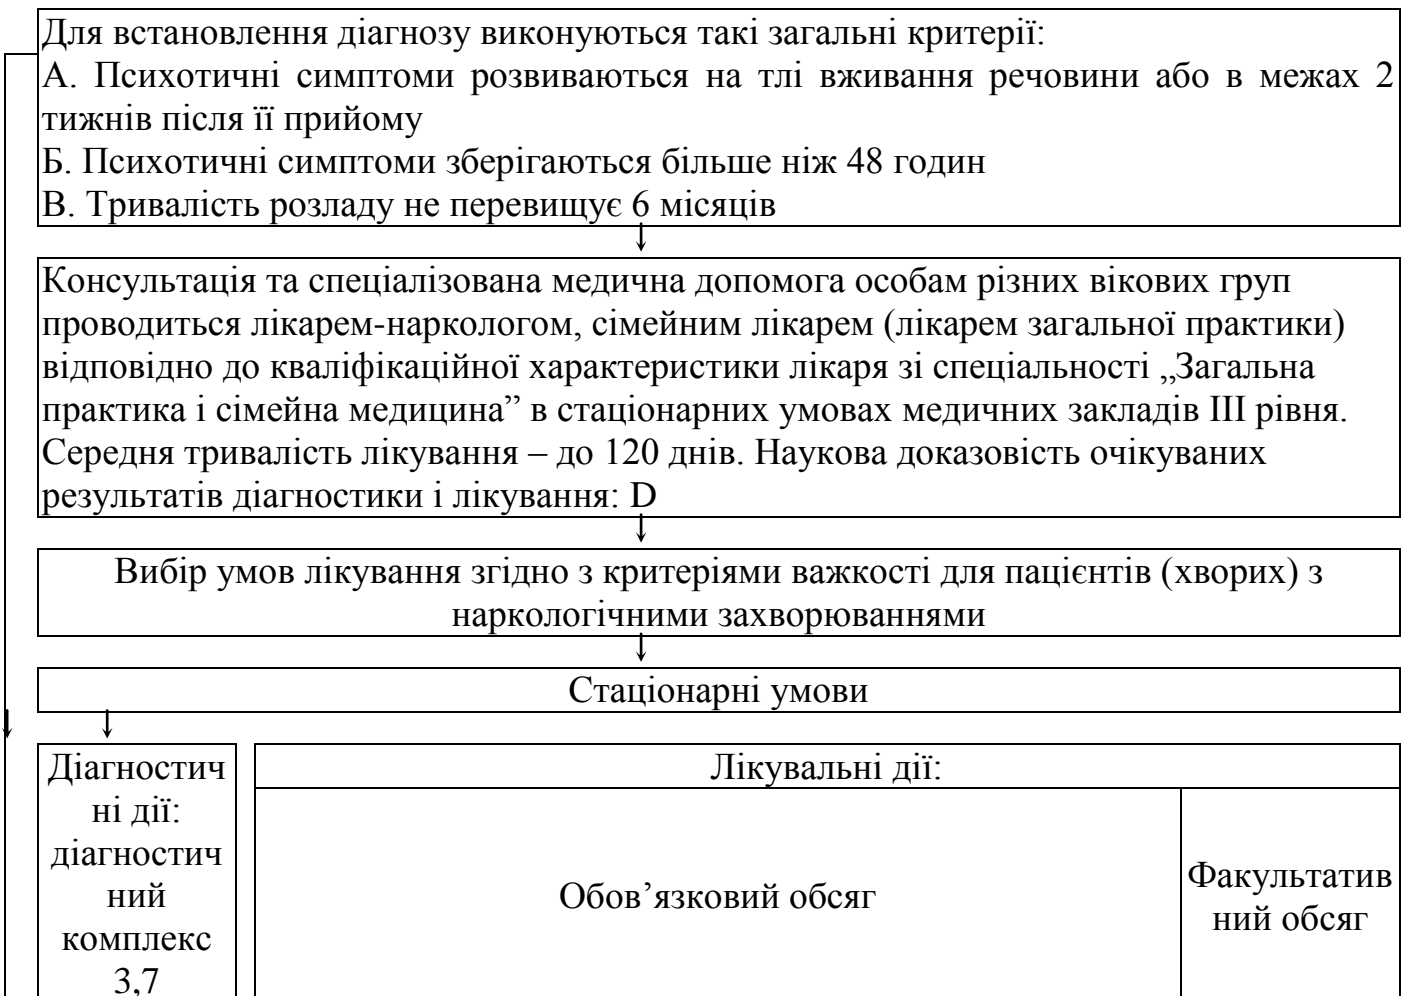 Для встановлення діагнозу виконуються такі загальні критерії:
А. Психотичні симптоми розвиваються на тлі вживання речовини або в межах 2
тижнів після її прийому
Б. Психотичні симптоми зберігаються більше ніж 48 годин
В. Тривалість розладу не перевищує 6 місяців
Консультація та спеціалізована медична допомога особам різних вікових груп
проводиться лікарем-наркологом, сімейним лікарем (лікарем загальної практики)
відповідно до кваліфікаційної характеристики лікаря зі спеціальності „Загальна
практика і сімейна медицина” в стаціонарних умовах медичних закладів ІІІ рівня.
Середня тривалість лікування – до 120 днів. Наукова доказовість очікуваних
результатів діагностики і лікування: D
Вибір умов лікування згідно з критеріями важкості для пацієнтів (хворих) з
наркологічними захворюваннями
Стаціонарні умови
Діагностич
ні дії:
діагностич
ний
комплекс
3,7
Лікувальні дії:
Обов’язковий обсяг
Факультатив
ний обсяг